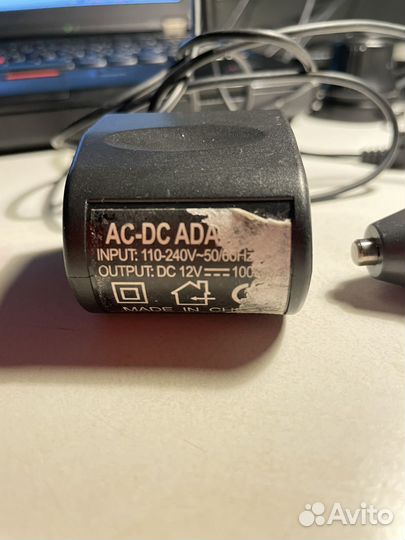 AC-DC ADA
INPUT: 110-240V~50/60Hz
OUTPUT: DC 12V 100
MADE IN CH
Avito